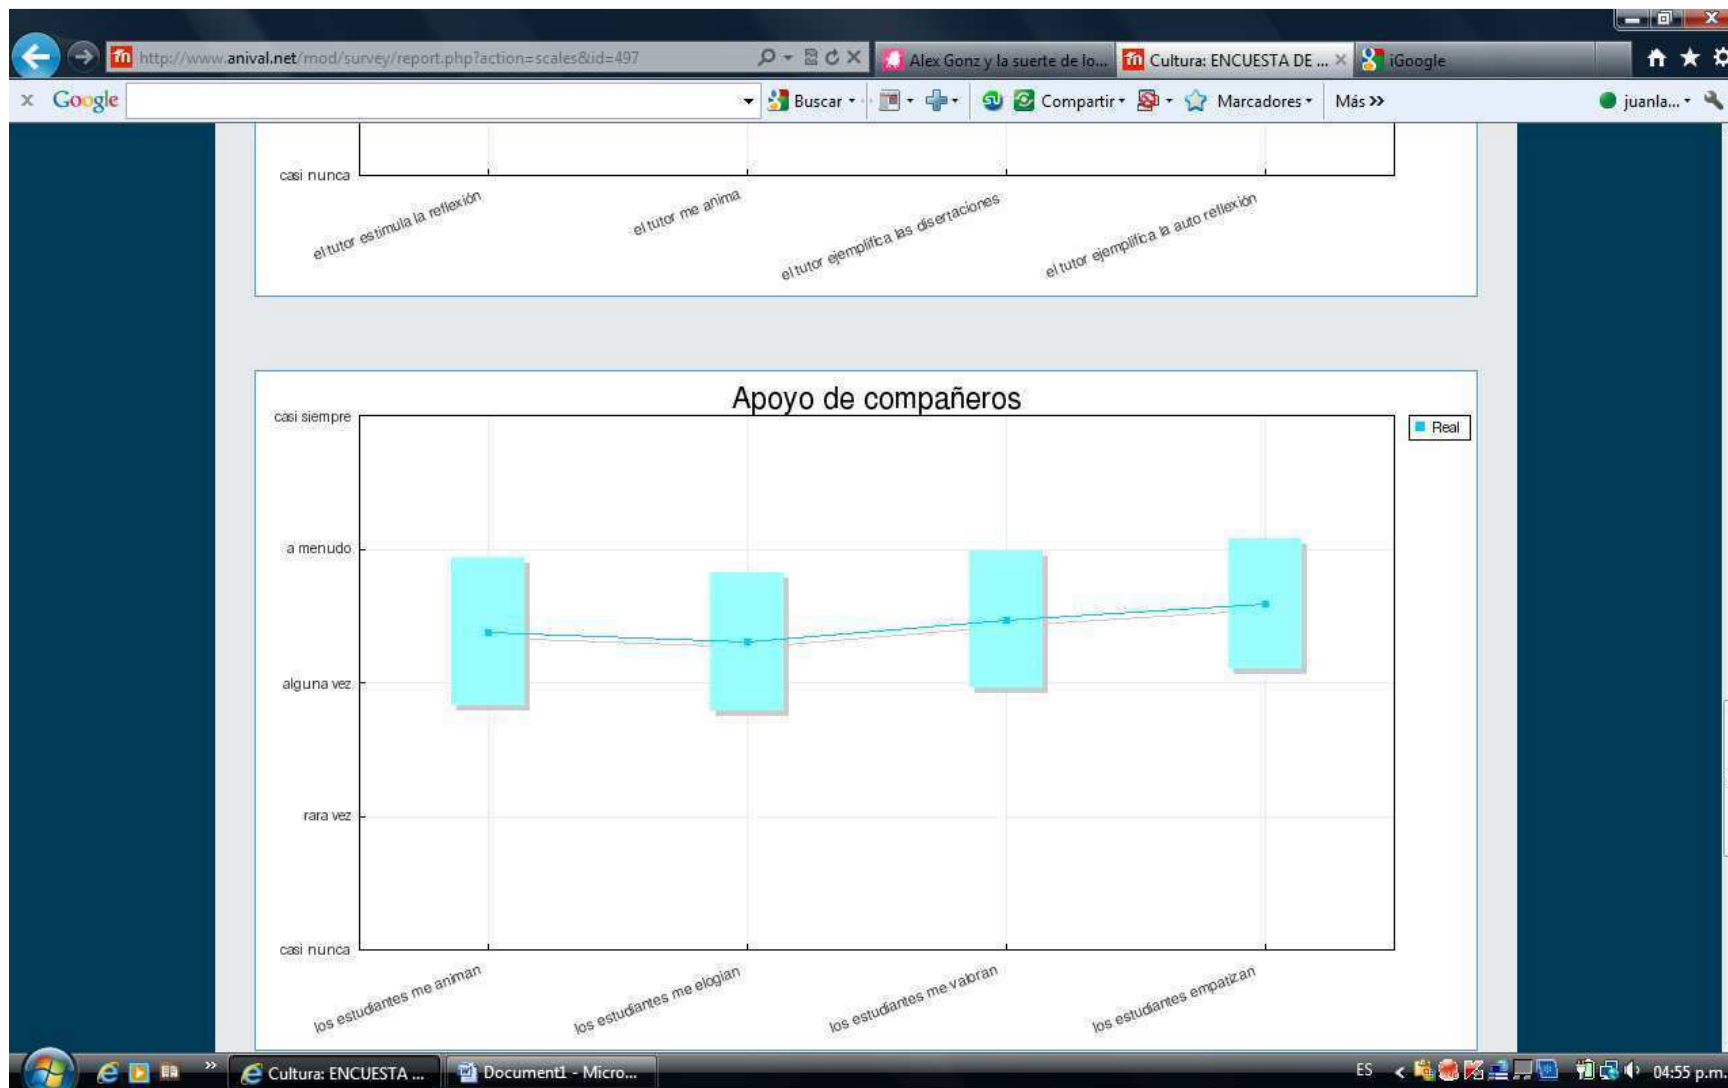 http://www.anival.net/mod/survey/report.php?action=scales&id=497
Alex Gonz y la suerte de lo...
Cultura: ENCUESTA DE ...
iGoogle
x Google
Buscar
Compartir
Marcadores
Más >>
juanla...
casi nunca
el tutor estimula la reflexión
el tutor me anima
el tutor ejemplifica las disertaciones
el tutor ejemplifica la auto reflexión
Apoyo de compañeros
casi siempre
Real
a menudo
alguna vez
rara vez
casi nunca
los estudiantes me animan
los estudiantes me elogian
los estudiantes me valoran
los estudiantes empatizan
Cultura: ENCUESTA ...
Document1 - Micro...
ES
04:55 p.m.